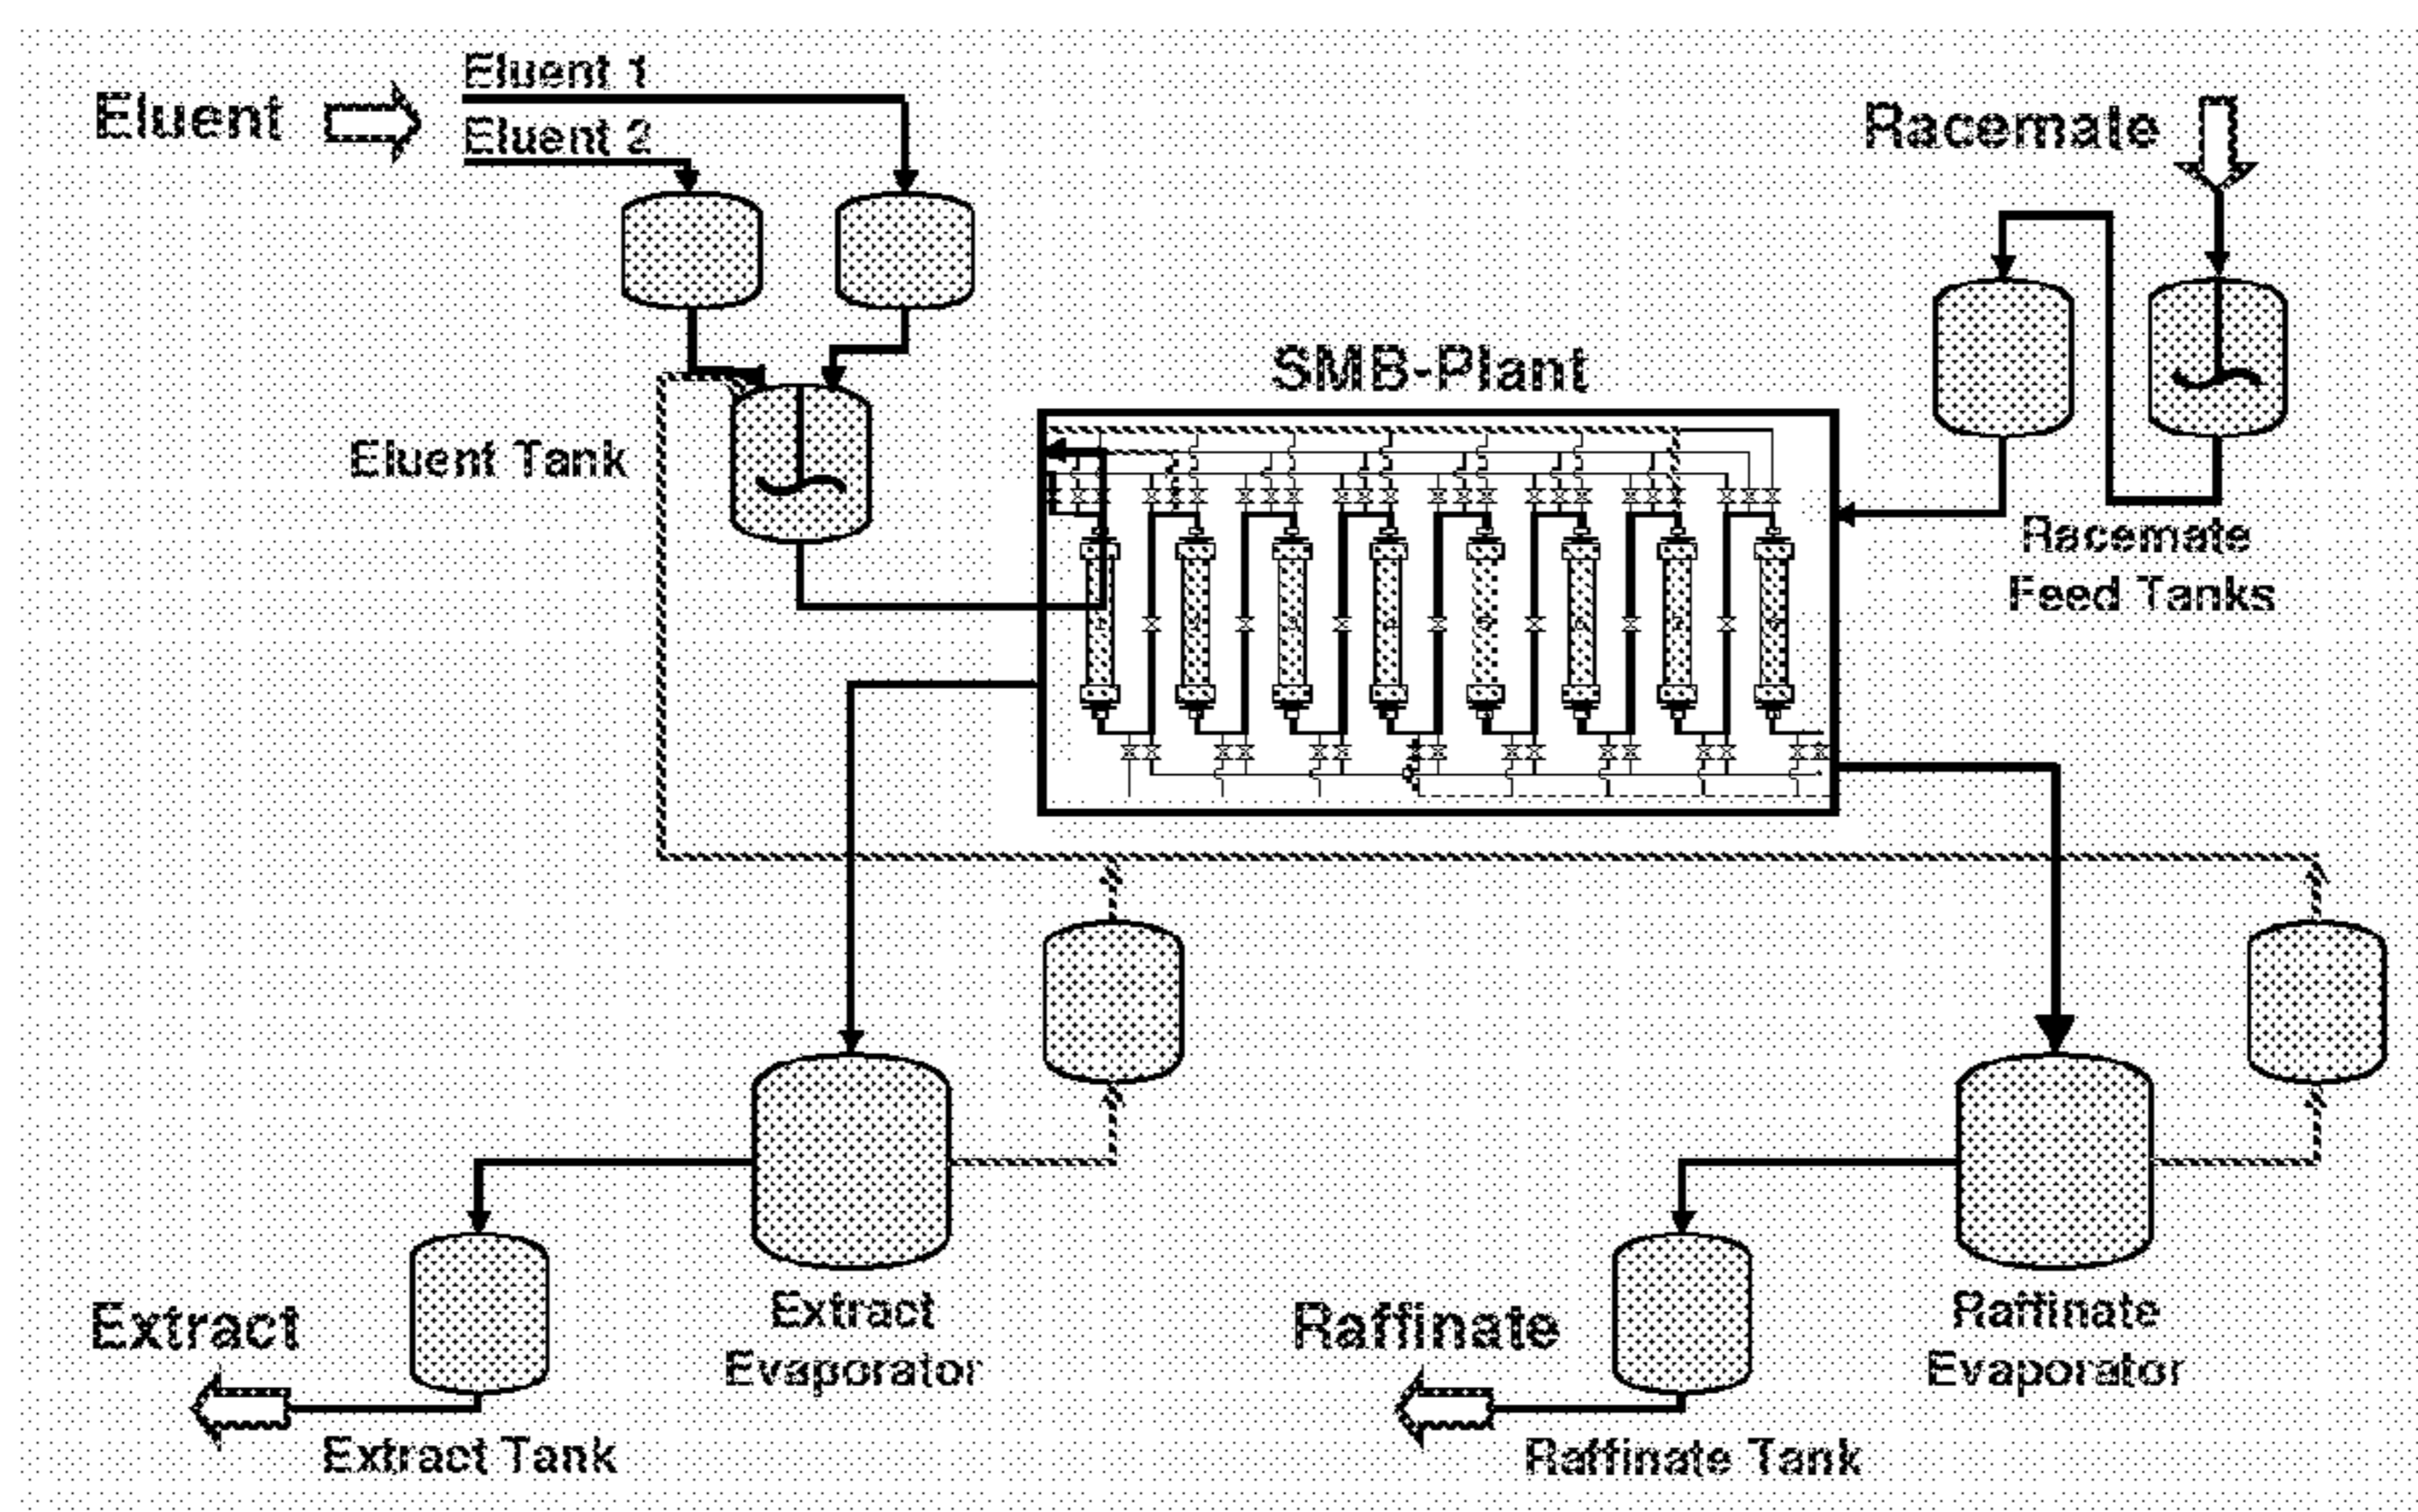 Eluent
Eluent 1
Eluent 2
Racemate
SMB-Plant
Eluent Tank
Racemate
Feed Tanks
Extract
Extract
Evaporator
Extract Tank
Raffinate
Raffinate
Evaporator
Raffinate Tank